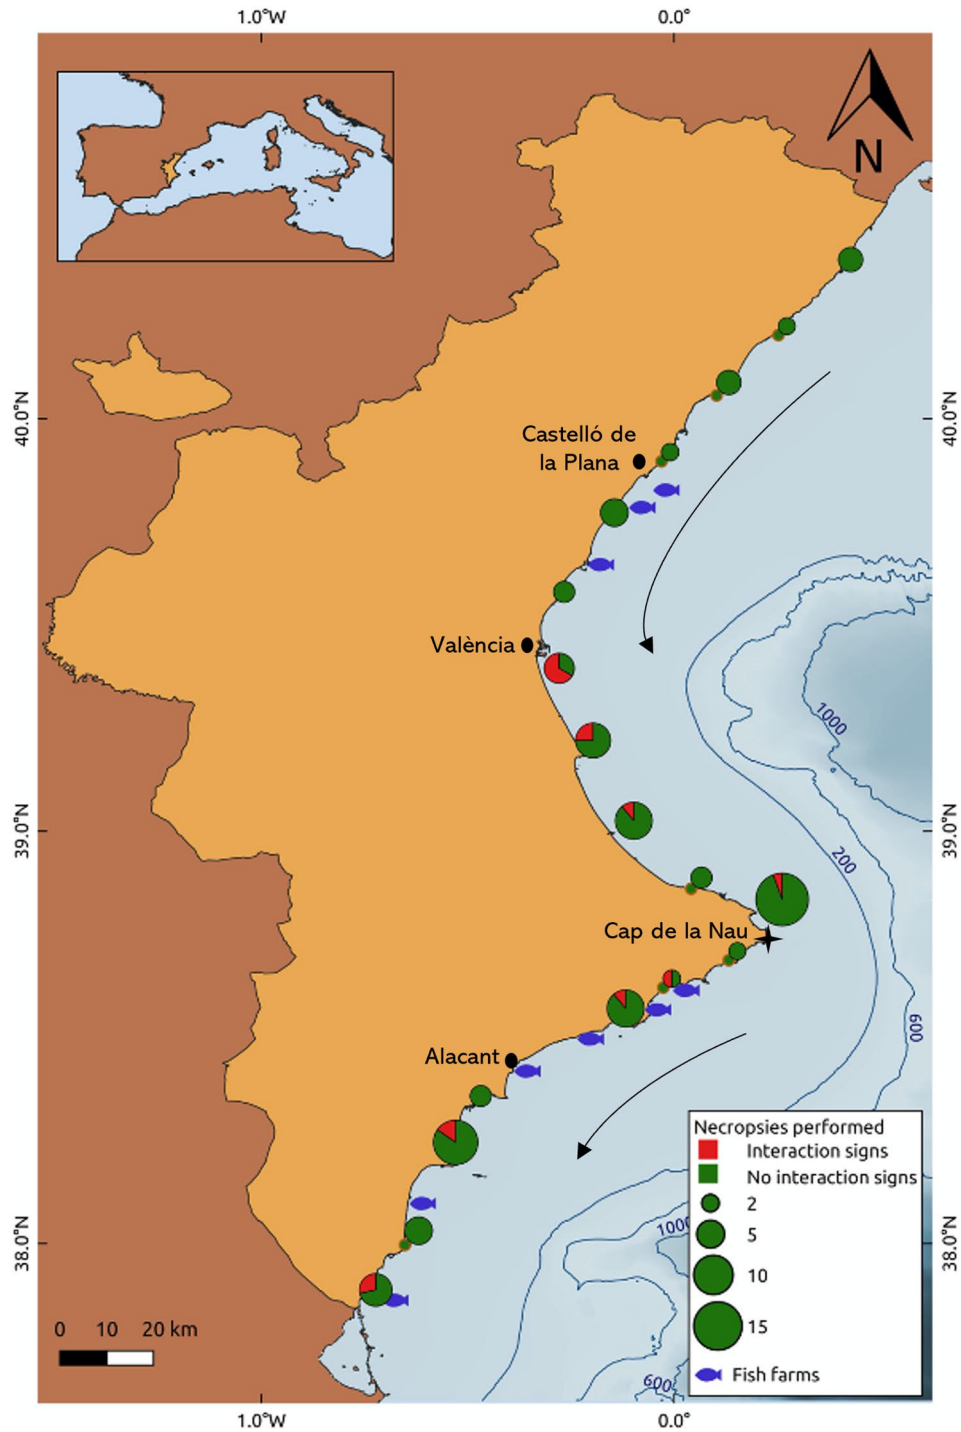 1.0°W
0.0°
N
40.0°N
40.0°N
Castelló de
la Plana
València
1000
39.0°N
39.0°N
200
Cap de la Nau
600
Alacant
Necropsies performed
Interaction signs
No interaction signs
2
5
10
15
Fish farms
1000
38.0°N
38.0°N
0 10 20 km
600
1.0°W
0.0°